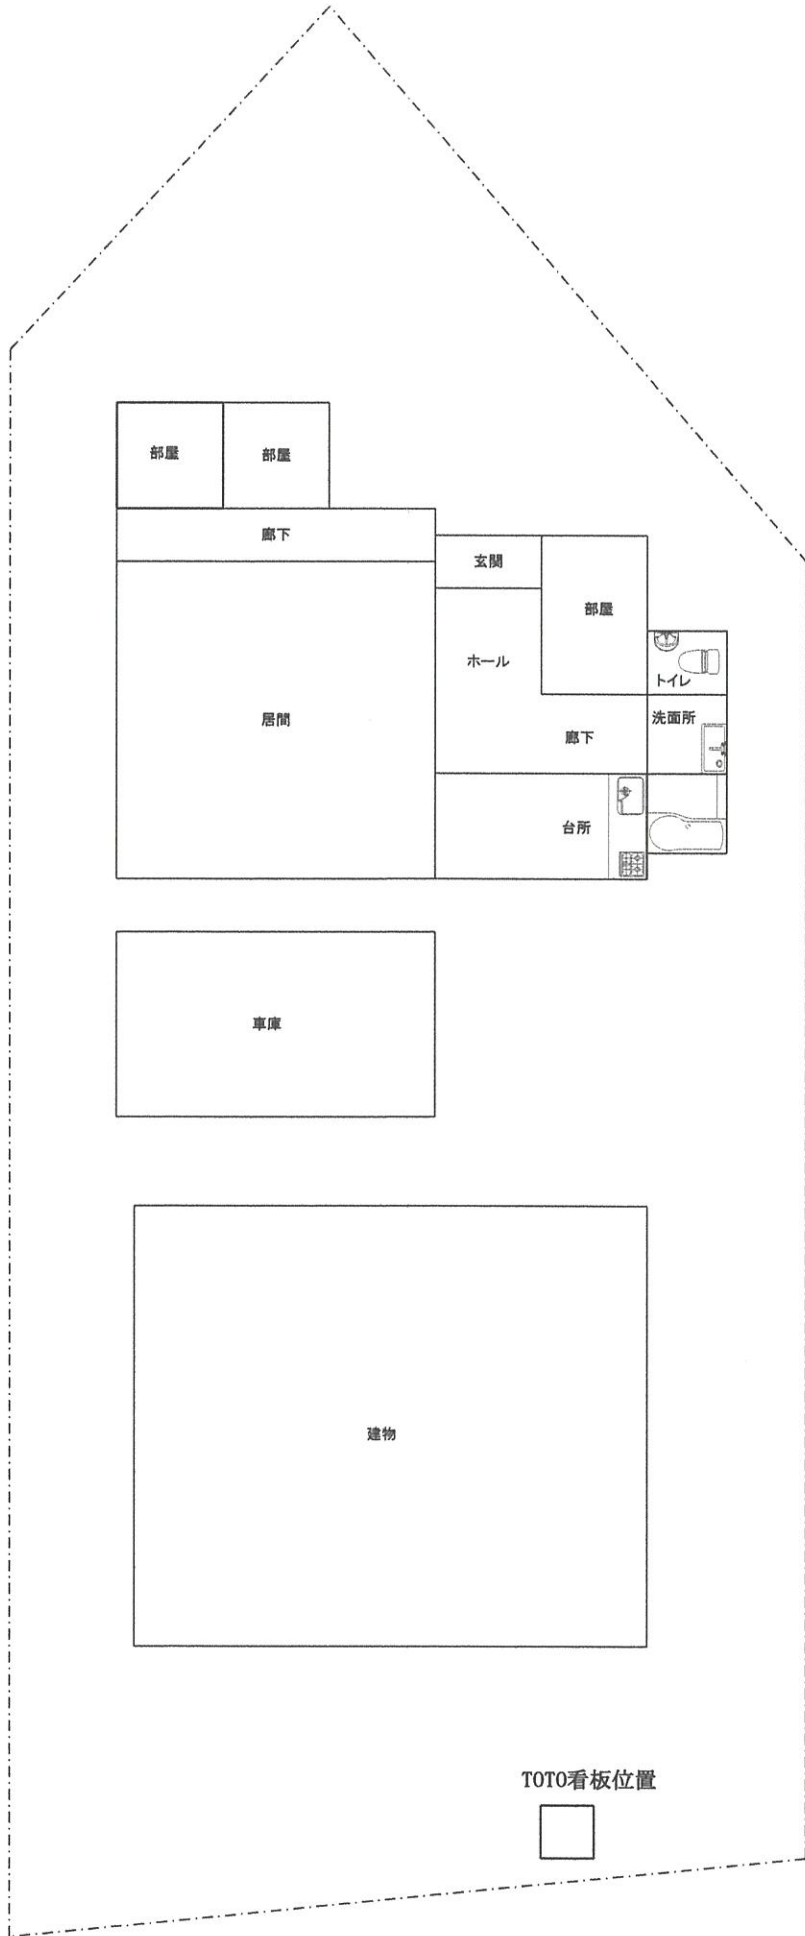 部屋
部屋
廊下
玄関
部屋
ホール
トイレ
居間
洗面所
廊下
台所
車庫
建物
TOTO看板位置